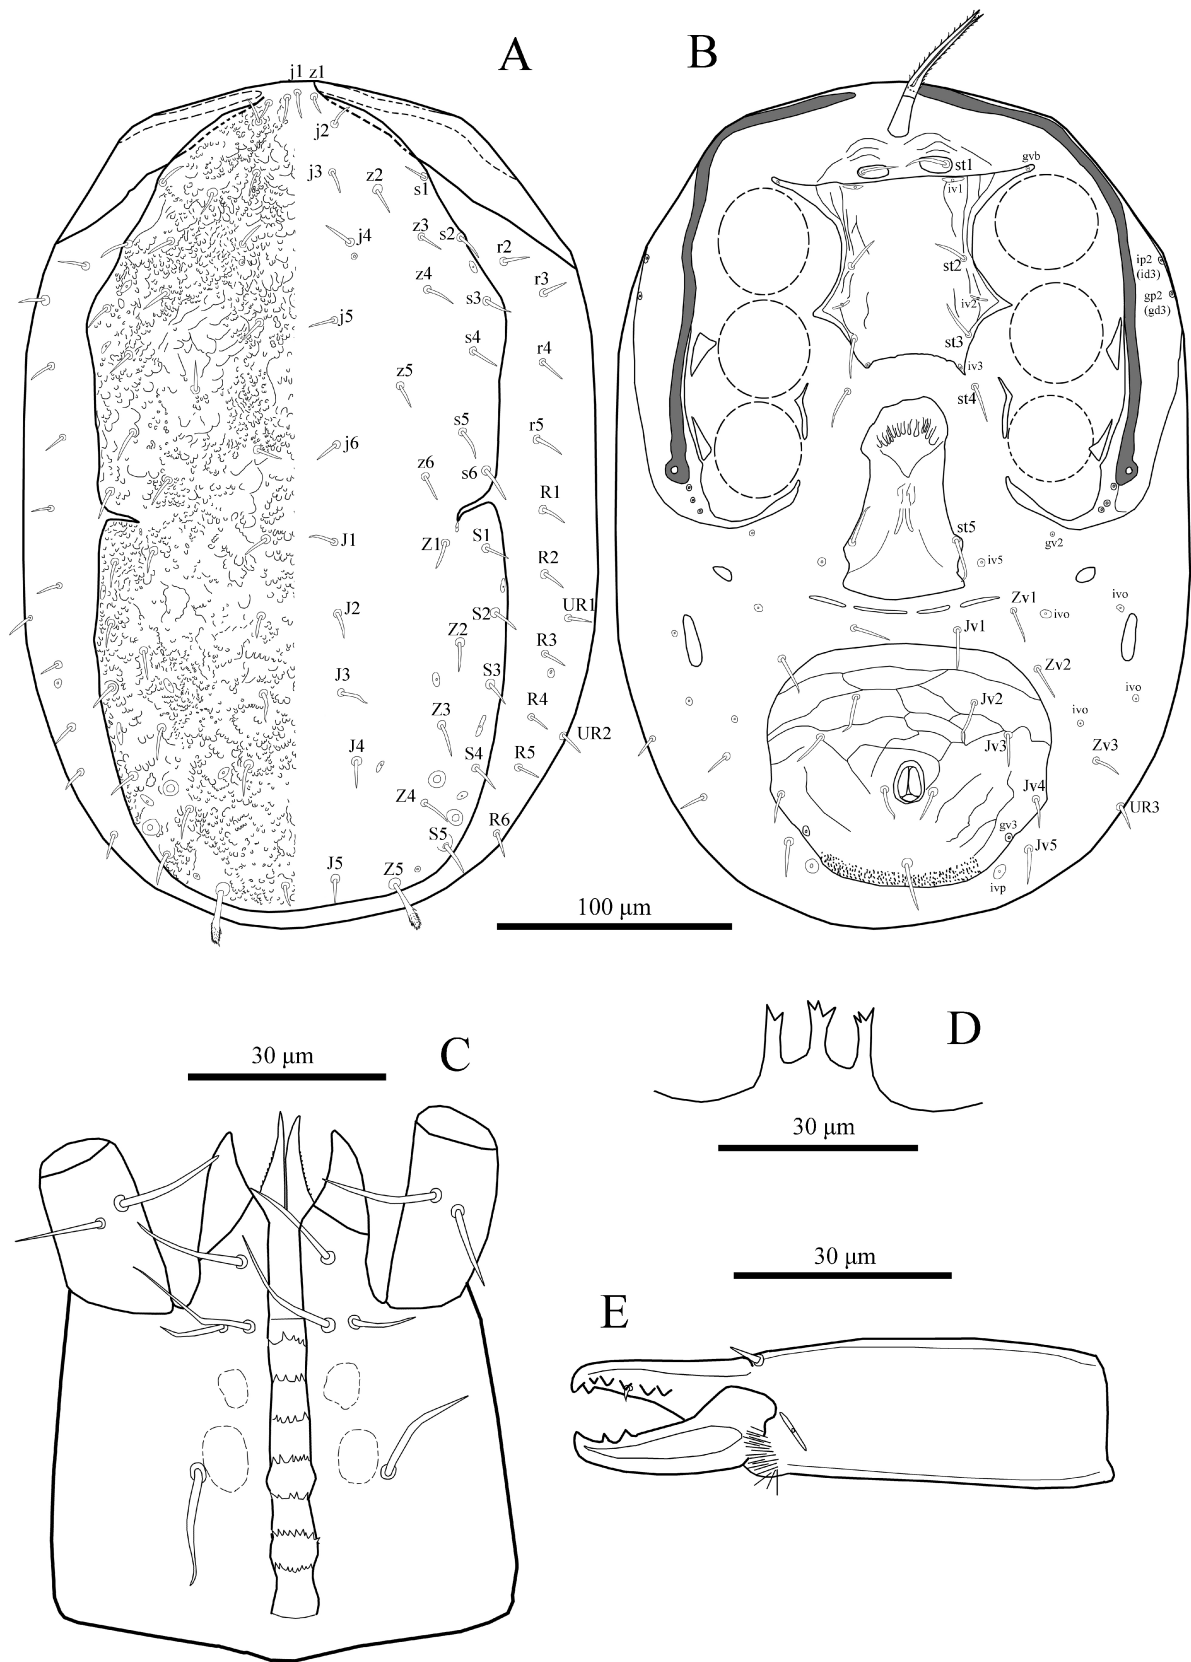 A
j1 z1
j2
j3
z2
s1
j4
z3
s2
r2
z4
s3
r3
j5
s4
r4
z5
s5
r5
j6
z6
s6
R1
J1
Z1
S1
R2
J2
S2
UR1
Z2
R3
J3
S3
Z3
R4
UR2
J4
S4
R5
Z4
S5
R6
J5
Z5
B
st1
gvb
iv1
st2
ip2
(id3)
iv2
gp2
(gd3)
st3
iv3
st4
st5
gv2
iv5
Zv1
ivo
ivo
Jv1
Zv2
Jv2
ivo
ivo
Jv3
Zv3
Jv4
UR3
gv3
Jv5
ivp
100 μm
C
30 μm
D
30 μm
E
30 μm